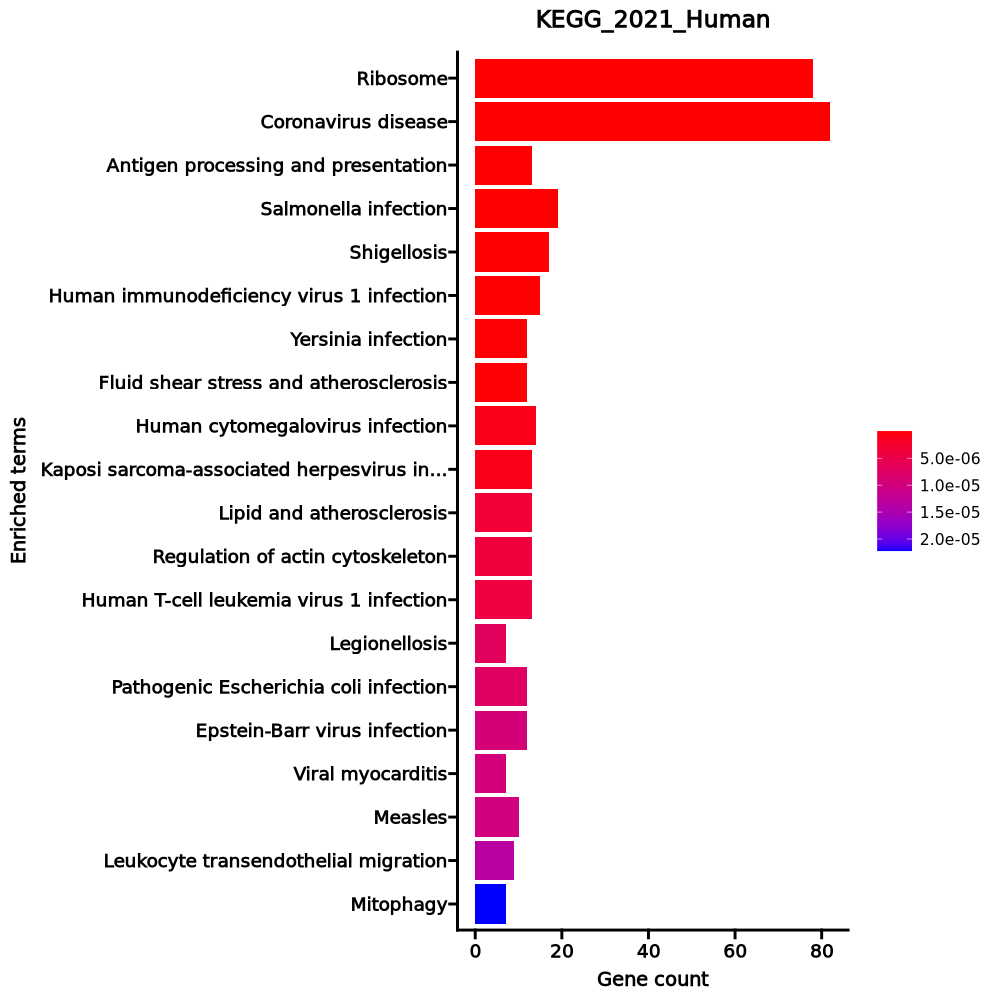 KEGG_2021_Human
Ribosome
Coronavirus disease
Antigen processing and presentation
Salmonella infection
Shigellosis
Human immunodeficiency virus 1 infection
Yersinia infection
Fluid shear stress and atherosclerosis
Human cytomegalovirus infection
Kaposi sarcoma-associated herpesvirus in...
Lipid and atherosclerosis
Regulation of actin cytoskeleton
Human T-cell leukemia virus 1 infection
Legionellosis
Pathogenic Escherichia coli infection
Epstein-Barr virus infection
Viral myocarditis
Measles
Leukocyte transendothelial migration
Mitophagy
Enriched terms
0 20 40 60 80
Gene count
5.0e-06
1.0e-05
1.5e-05
2.0e-05